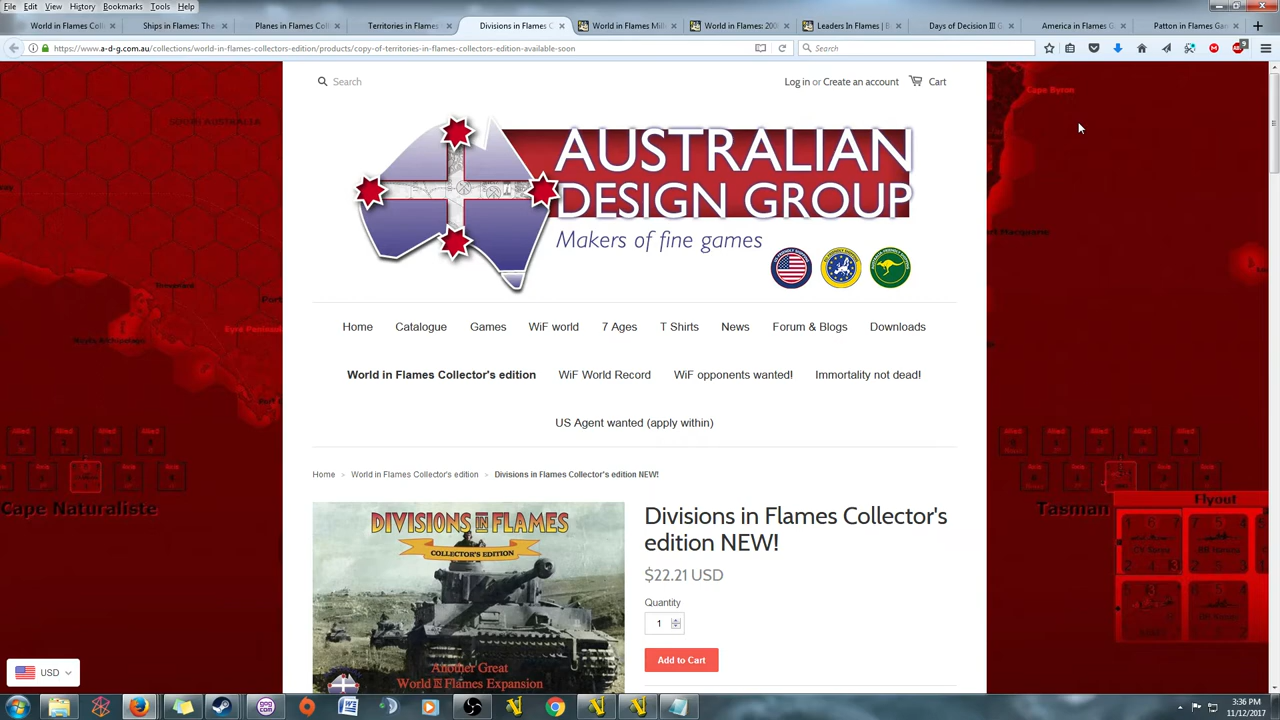 File Edit View History Bookmarks Tools Help
World in Flames Coll
Ships in Flames: The
Planes in Flames Coll
Territories in Flames
Divisions in Flames C
World in Flames Mili
World in Flames: 200
Leaders In Flames | B
Days of Decision III G
America in Flames G
Patton in Flames Gar
https://www.a-d-g.com.au/collections/world-in-flames-collectors-edition/products/copy-of-territories-in-flames-collectors-edition-available-soon
Search
Search
Log in or Create an account Cart
Cape Byron
AUSTRALIAN
DESIGN GROUP
Makers of fine games
Home Catalogue Games WiF world 7 Ages T Shirts News Forum & Blogs Downloads
World in Flames Collector's edition WiF World Record WiF opponents wanted! Immortality not dead!
US Agent wanted (apply within)
Home > World in Flames Collector's edition > Divisions in Flames Collector's edition NEW!
Cape Naturaliste
Tasman
Flyout
DIVISIONS IN FLAMES
COLLECTOR'S EDITION
Another Great
World in Flames Expansion
Divisions in Flames Collector's
edition NEW!
$22.21 USD
Quantity
1
Add to Cart
USD
3:36 PM
11/12/2017